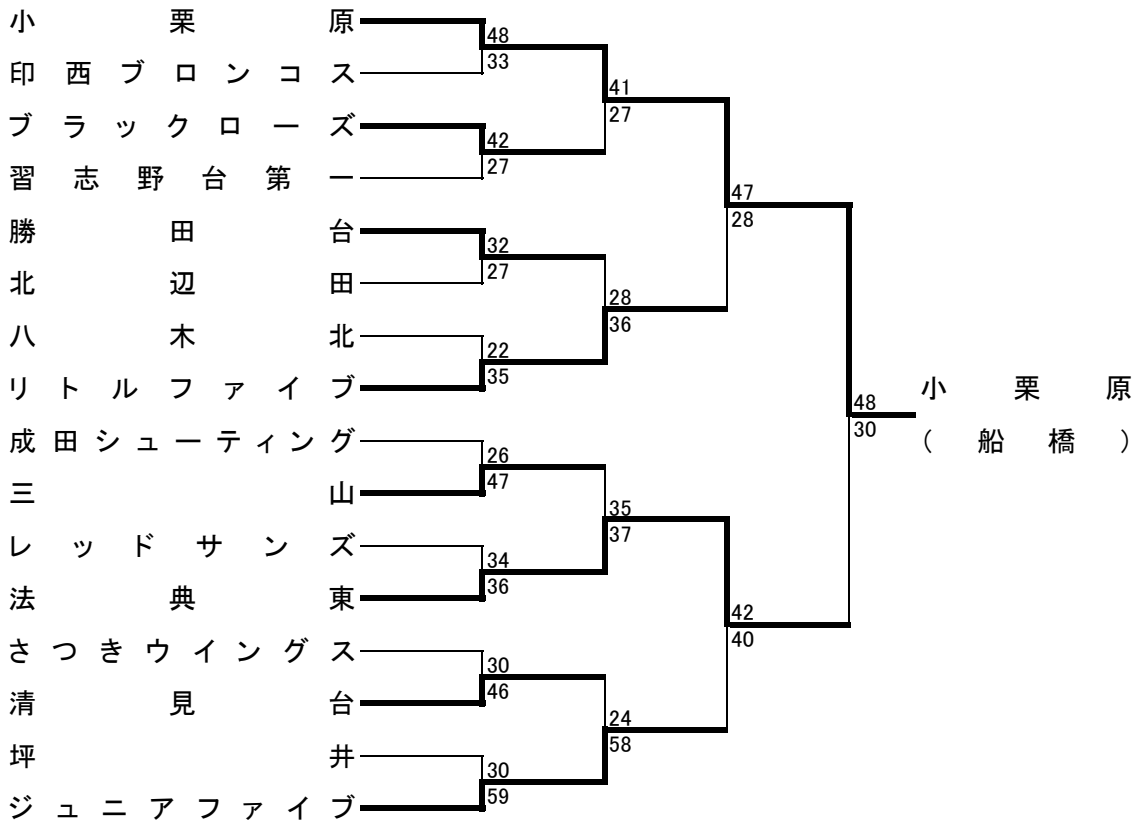 小栗原
48
33
印西ブロンコス
41
27
ブラックローズ
42
27
習志野台第一
47
28
勝田台
32
27
北辺田
28
36
八木北
22
35
リトルファイブ
48
30
小栗原
(船橋)
成田シューティング
26
47
三山
35
37
レッドサンズ
34
36
法典東
42
40
さつきウイングス
30
46
清見台
24
58
坪井
30
59
ジュニアファイブ